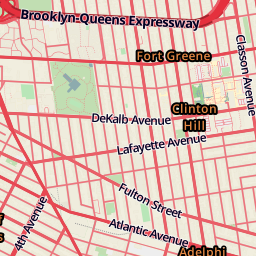 Brooklyn-Queens Expressway
Fort Greene
Classon Avenue
Clinton
Hill
DeKalb Avenue
Lafayette Avenue
Fulton Street
4th Avenue
Atlantic Avenue
Adelphi